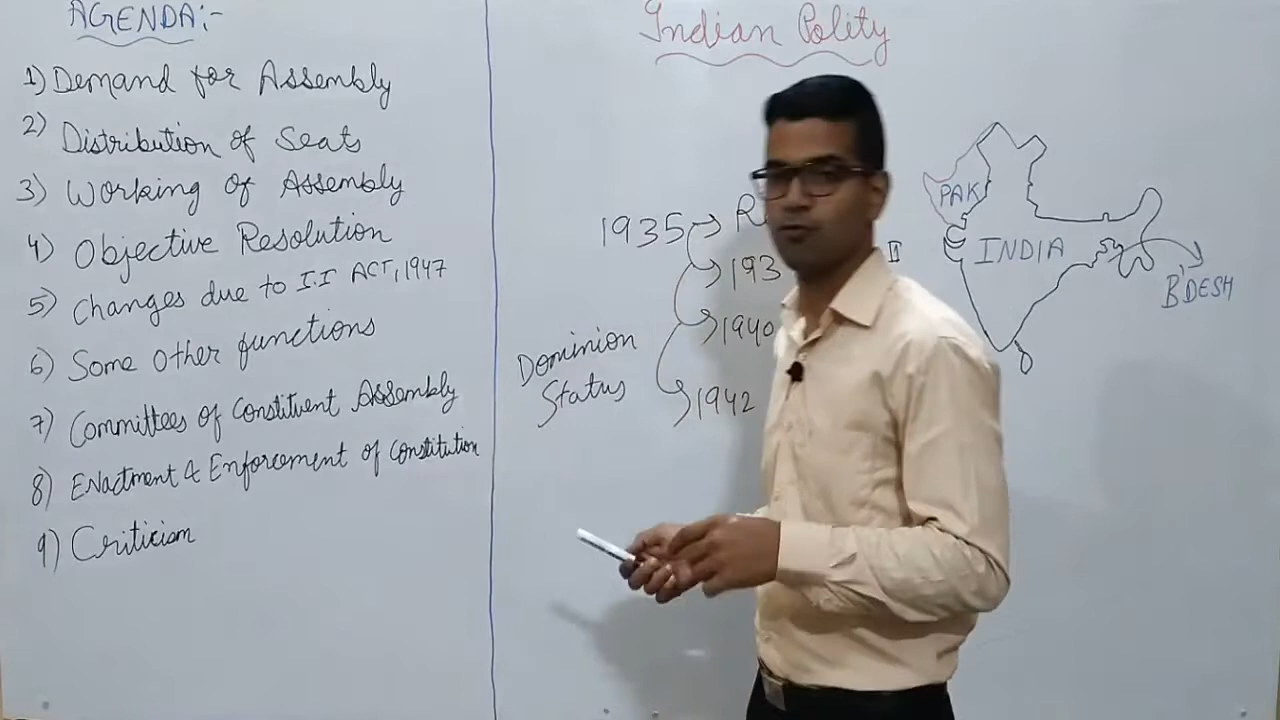 AGENDA:-
1) Demand for Assembly
2) Distribution of Seats
3) Working of Assembly
4) Objective Resolution
5) Changes due to I.I ACT, 1947
6) Some Other functions
7) Committees of Constituent Assembly
8) Enactment & Enforcement of Constitution
9) Criticism
Indian Polity
1935
193
1940
1942
Dominion
Status
II
PAK
INDIA
B'DESH